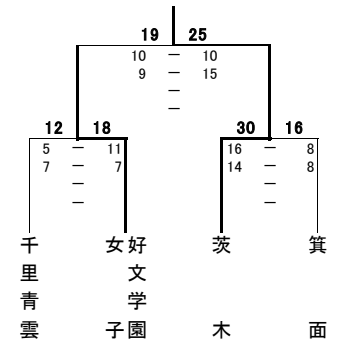 19 25
10 － 10
9 － 15
－
－
12 18 30 16
5 － 11 16 － 8
7 － 7 14 － 8
－ －
－ －
千里青雲
女子
好文学園
茨木
箕面